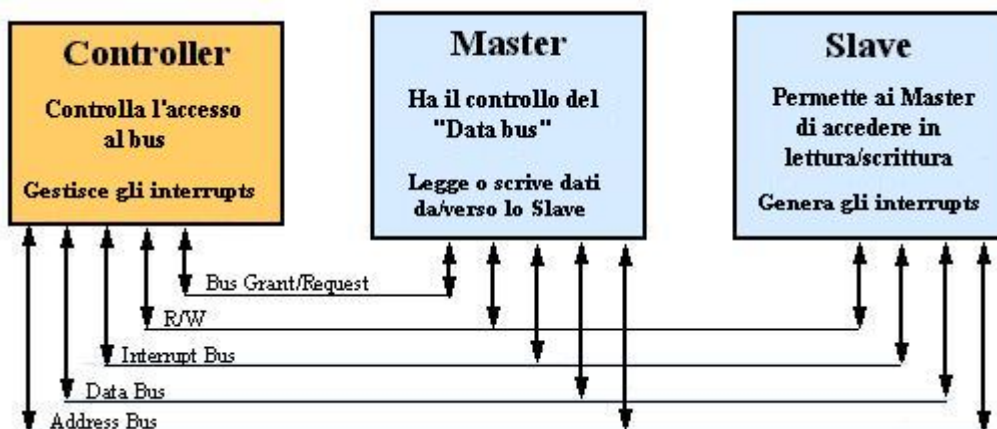 Controller
Controlla l'accesso
al bus
Gestisce gli interrupts
Master
Ha il controllo del
"Data bus"
Legge o scrive dati
da/verso lo Slave
Slave
Permette ai Master
di accedere in
lettura/scrittura
Genera gli interrupts
Bus Grant/Request
R/W
Interrupt Bus
Data Bus
Address Bus